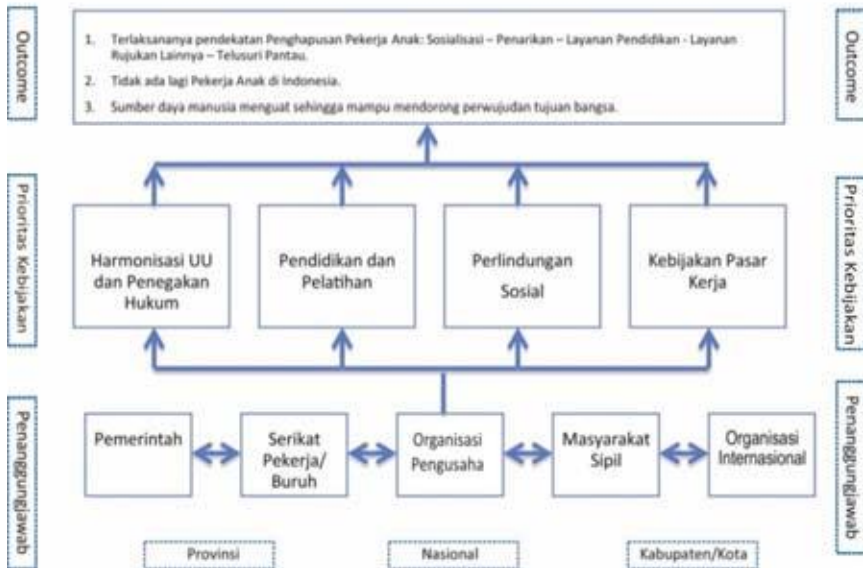 Outcome
1. Terlaksananya pendekatan Penghapusan Pekerja Anak: Sosialisasi – Penarikan – Layanan Pendidikan - Layanan
Rujukan Lainnya – Telusuri Pantau.
2. Tidak ada lagi Pekerja Anak di Indonesia.
3. Sumber daya manusia menguat sehingga mampu mendorong perwujudan tujuan bangsa.
Outcome
Prioritas Kebijakan
Harmonisasi UU
dan Penegakan
Hukum
Pendidikan dan
Pelatihan
Perlindungan
Sosial
Kebijakan Pasar
Kerja
Prioritas Kebijakan
Penanggungjawab
Pemerintah
Serikat
Pekerja/
Buruh
Organisasi
Pengusaha
Masyarakat
Sipil
Organisasi
Internasional
Penanggungjawab
Provinsi
Nasional
Kabupaten/Kota